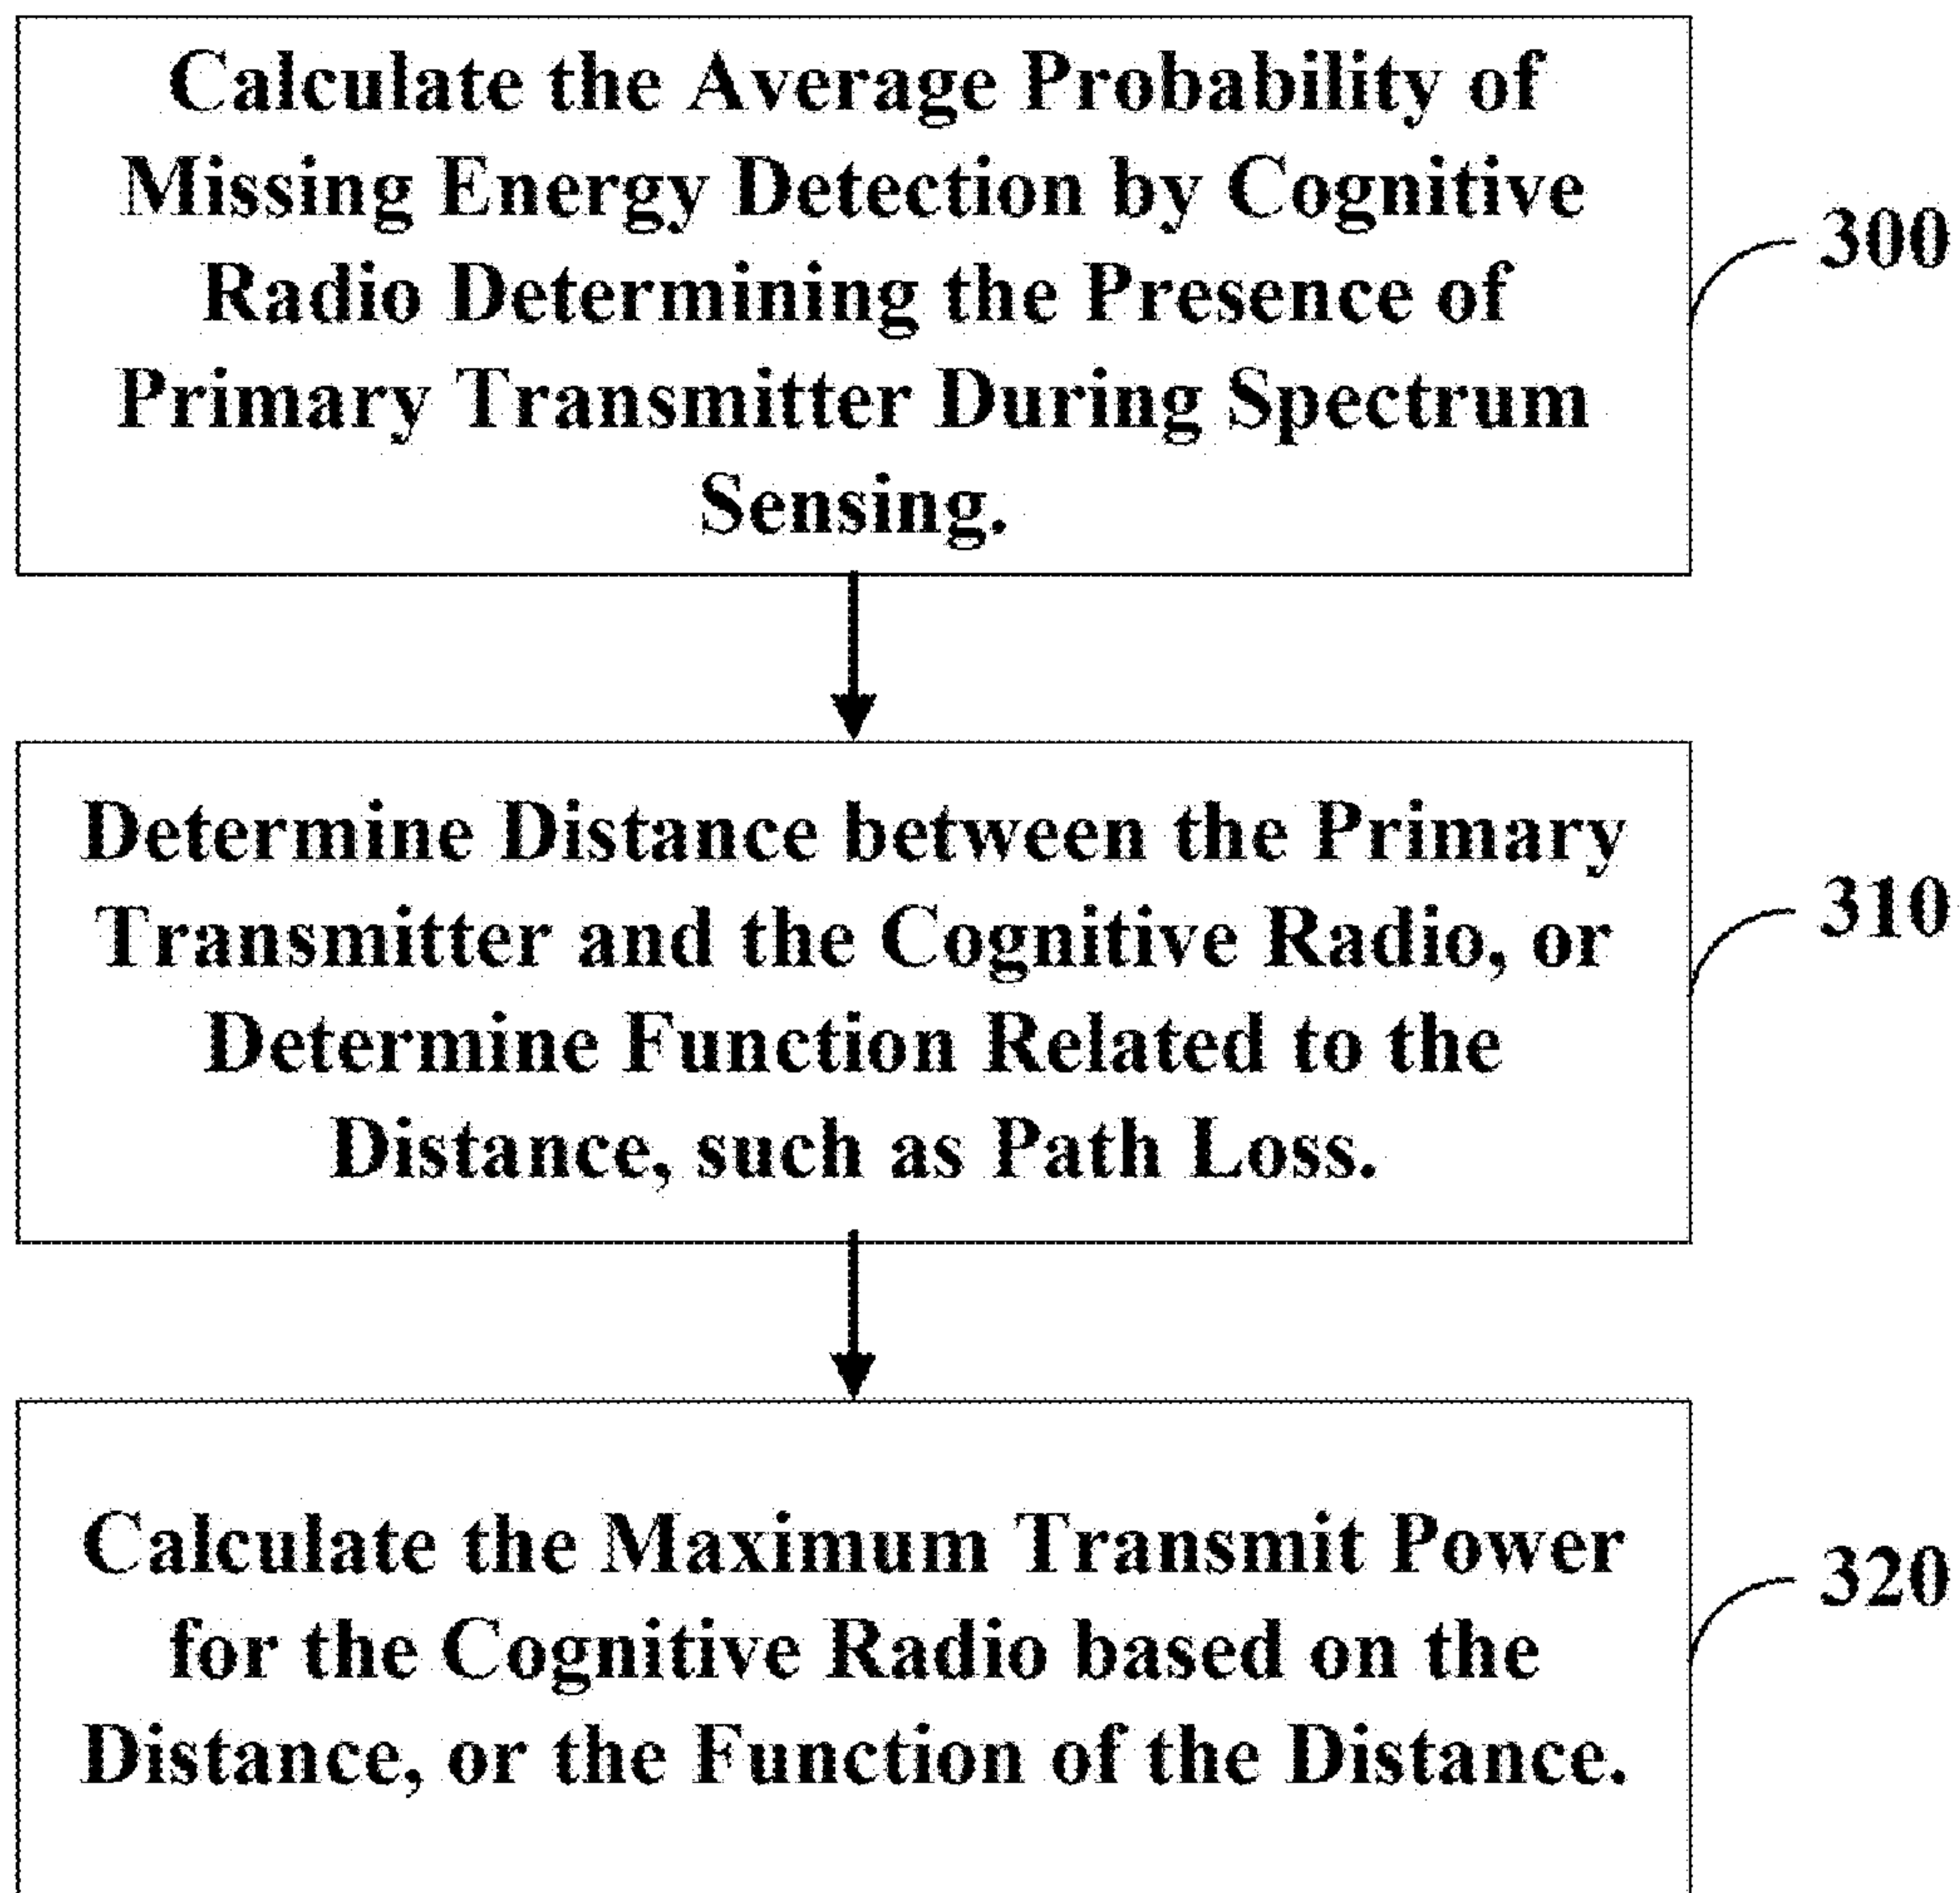 Calculate the Average Probability of
Missing Energy Detection by Cognitive
Radio Determining the Presence of
Primary Transmitter During Spectrum
Sensing.
300
Determine Distance between the Primary
Transmitter and the Cognitive Radio, or
Determine Function Related to the
Distance, such as Path Loss.
310
Calculate the Maximum Transmit Power
for the Cognitive Radio based on the
Distance, or the Function of the Distance.
320